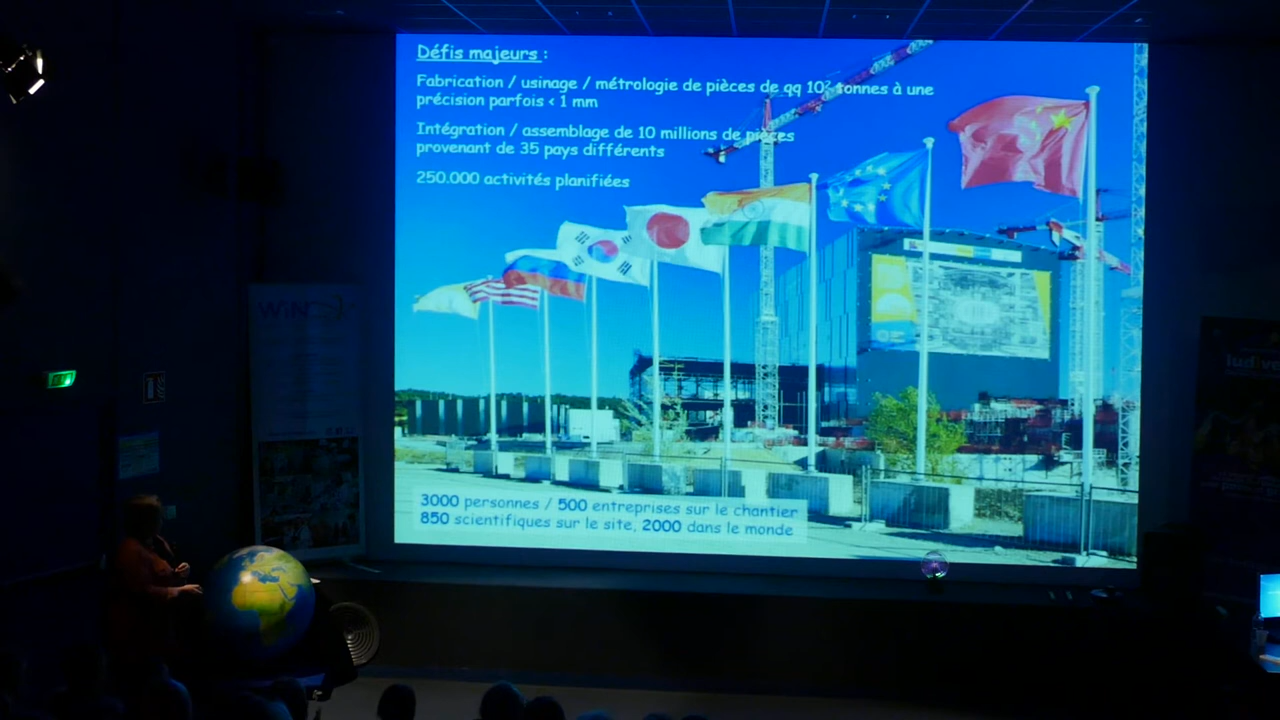 Défis majeurs :
Fabrication / usinage / métrologie de pièces de qq 10² tonnes à une
précision parfois < 1 mm
Intégration / assemblage de 10 millions de pièces
provenant de 35 pays différents
250.000 activités planifiées
3000 personnes / 500 entreprises sur le chantier
850 scientifiques sur le site, 2000 dans le monde
WiN